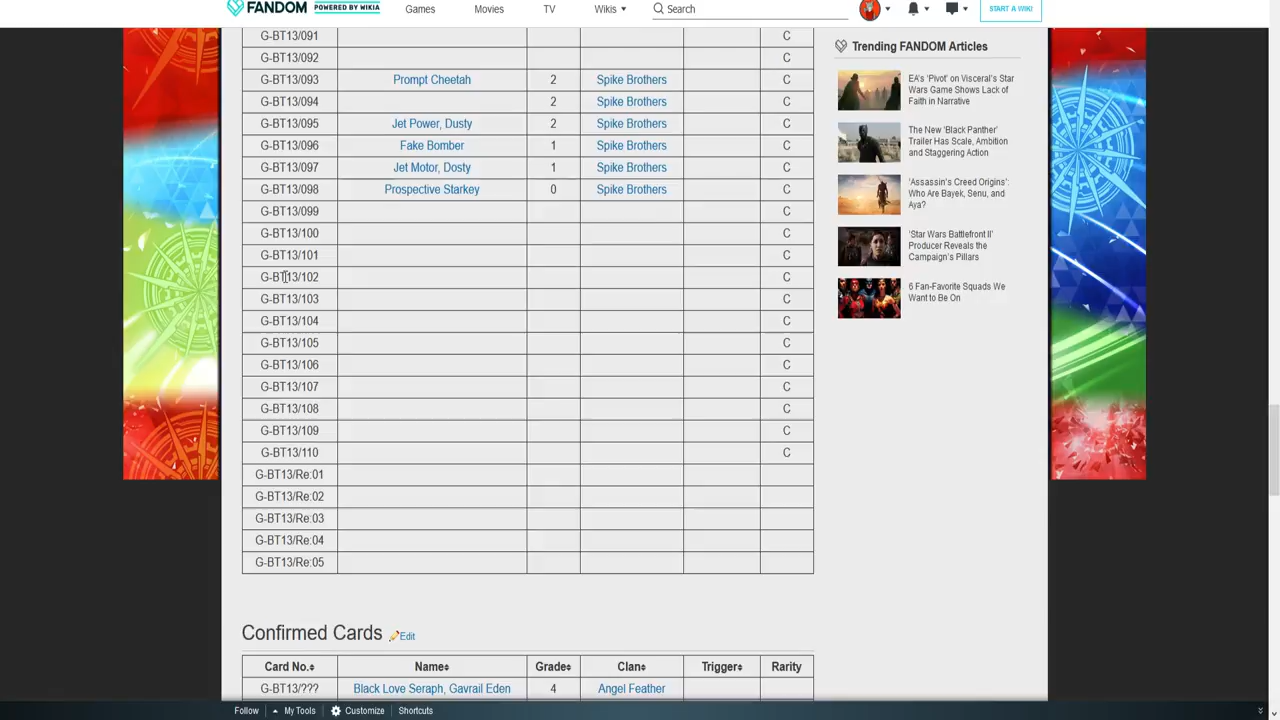 FANDOM POWERED BY WIKIA Games Movies TV Wikis Search START A WIKI
G-BT13/091 C
G-BT13/092 C
G-BT13/093 Prompt Cheetah 2 Spike Brothers C
G-BT13/094 2 Spike Brothers C
G-BT13/095 Jet Power, Dusty 2 Spike Brothers C
G-BT13/096 Fake Bomber 1 Spike Brothers C
G-BT13/097 Jet Motor, Dosty 1 Spike Brothers C
G-BT13/098 Prospective Starkey 0 Spike Brothers C
G-BT13/099 C
G-BT13/100 C
G-BT13/101 C
G-BT13/102 C
G-BT13/103 C
G-BT13/104 C
G-BT13/105 C
G-BT13/106 C
G-BT13/107 C
G-BT13/108 C
G-BT13/109 C
G-BT13/110 C
G-BT13/Re:01
G-BT13/Re:02
G-BT13/Re:03
G-BT13/Re:04
G-BT13/Re:05
Confirmed Cards Edit
Card No. Name Grade Clan Trigger Rarity
G-BT13/??? Black Love Seraph, Gavrail Eden 4 Angel Feather
Trending FANDOM Articles
EA's 'Pivot' on Visceral's Star
Wars Game Shows Lack of
Faith in Narrative
The New 'Black Panther'
Trailer Has Scale, Ambition
and Staggering Action
'Assassin's Creed Origins':
Who Are Bayek, Senu, and
Aya?
'Star Wars Battlefront II'
Producer Reveals the
Campaign's Pillars
6 Fan-Favorite Squads We
Want to Be On
Follow My Tools Customize Shortcuts